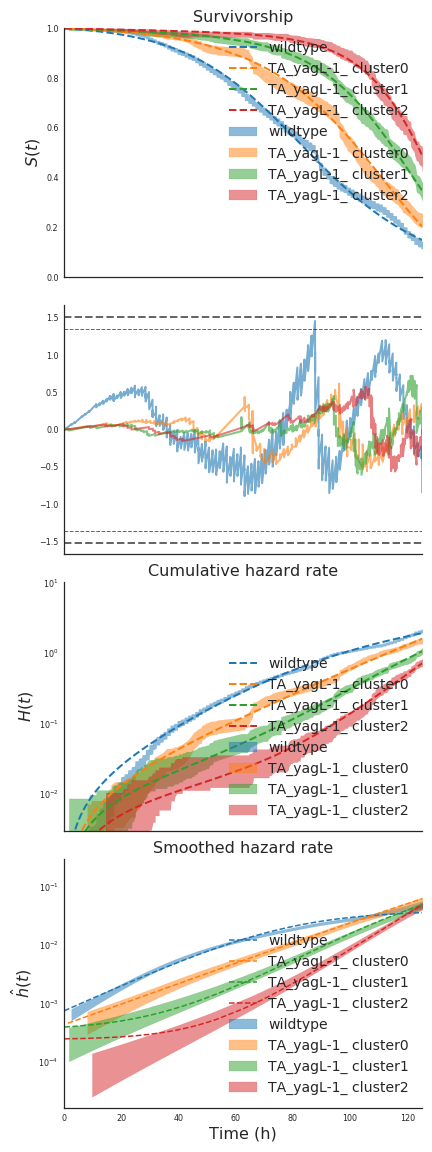 Survivorship
1.0
0.8
0.6
0.4
0.2
0.0
S(t)
wildtype
TA_yagL-1_ cluster0
TA_yagL-1_ cluster1
TA_yagL-1_ cluster2
wildtype
TA_yagL-1_ cluster0
TA_yagL-1_ cluster1
TA_yagL-1_ cluster2
1.5
1.0
0.5
0.0
−0.5
−1.0
−1.5
Cumulative hazard rate
10¹
10⁰
10⁻¹
10⁻²
H(t)
wildtype
TA_yagL-1_ cluster0
TA_yagL-1_ cluster1
TA_yagL-1_ cluster2
wildtype
TA_yagL-1_ cluster0
TA_yagL-1_ cluster1
TA_yagL-1_ cluster2
Smoothed hazard rate
10⁻¹
10⁻²
10⁻³
10⁻⁴
ĥ(t)
wildtype
TA_yagL-1_ cluster0
TA_yagL-1_ cluster1
TA_yagL-1_ cluster2
wildtype
TA_yagL-1_ cluster0
TA_yagL-1_ cluster1
TA_yagL-1_ cluster2
0 20 40 60 80 100 120
Time (h)